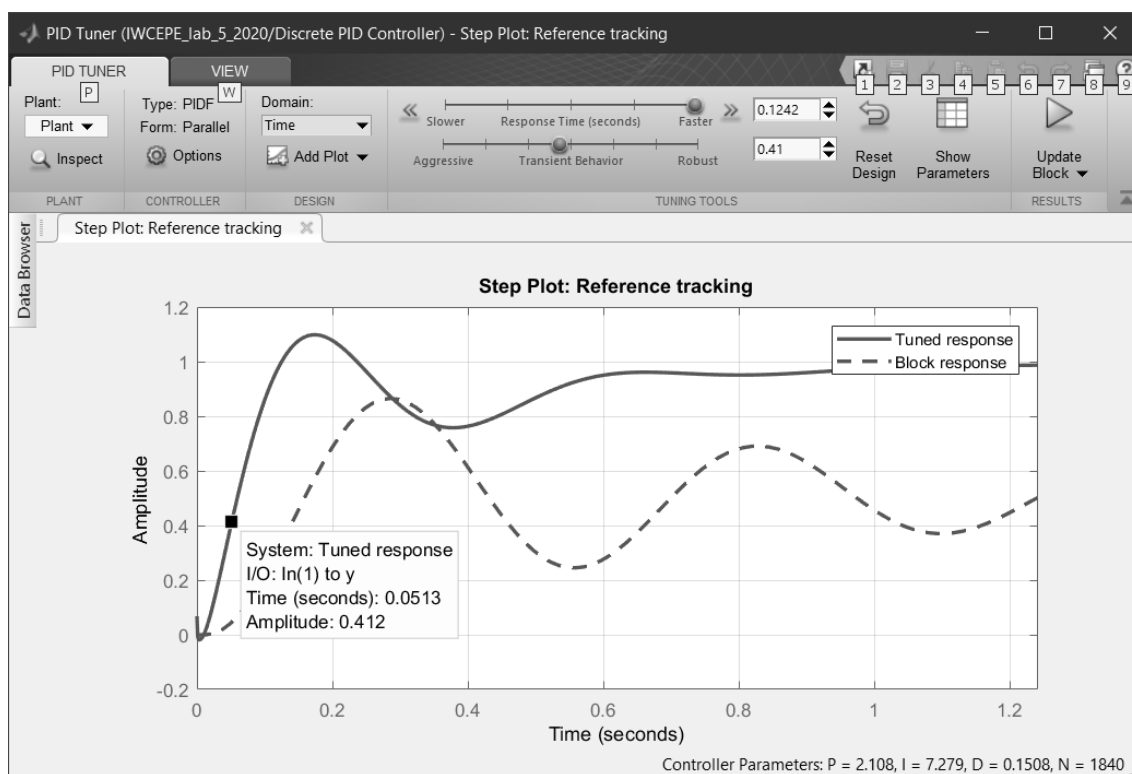 PID Tuner (IWCEPE_lab_5_2020/Discrete PID Controller) - Step Plot: Reference tracking
PID TUNER
VIEW
P
W
1
2
3
4
5
6
7
8
9
Plant:
Plant
Inspect
PLANT
Type: PIDF
Form: Parallel
Options
CONTROLLER
Domain:
Time
Add Plot
DESIGN
Slower
Response Time (seconds)
Faster
0.1242
Aggressive
Transient Behavior
Robust
0.41
Reset
Design
Show
Parameters
TUNING TOOLS
Update
Block
RESULTS
Data Browser
Step Plot: Reference tracking
Step Plot: Reference tracking
Tuned response
Block response
Amplitude
1.2
1
0.8
0.6
0.4
0.2
0
-0.2
System: Tuned response
I/O: In(1) to y
Time (seconds): 0.0513
Amplitude: 0.412
0
0.2
0.4
0.6
0.8
1
1.2
Time (seconds)
Controller Parameters: P = 2.108, I = 7.279, D = 0.1508, N = 1840